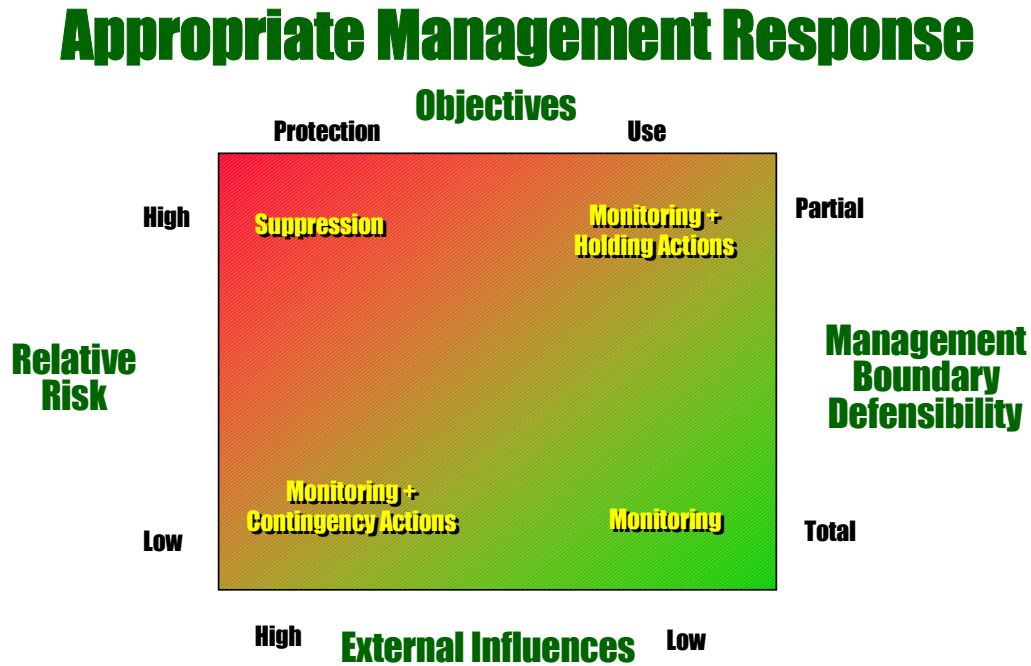 Appropriate Management Response
Objectives
Protection
Use
High
Partial
Suppression
Monitoring +
Holding Actions
Relative
Risk
Management
Boundary
Defensibility
Monitoring +
Contingency Actions
Monitoring
Low
Total
High
External Influences
Low